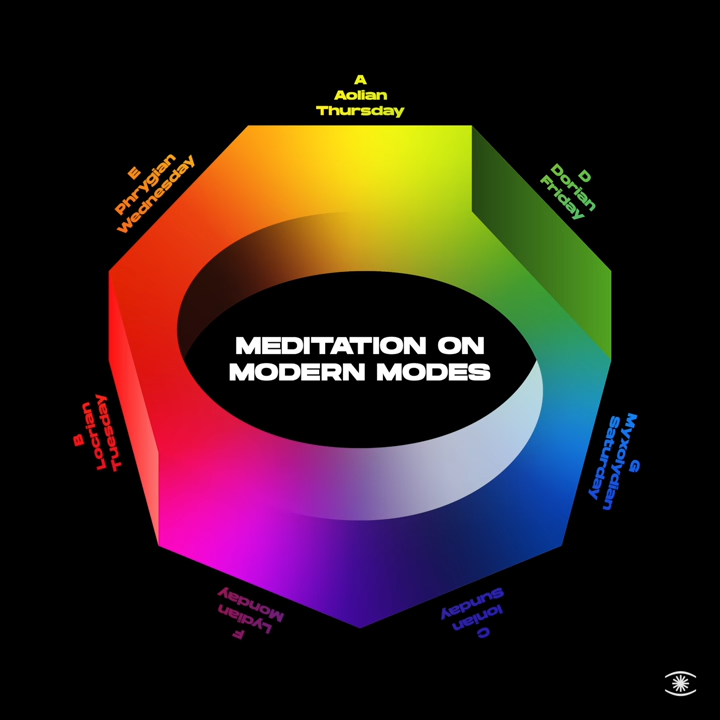 A
Aolian
Thursday
D
Dorian
Friday
E
Phrygian
Wednesday
MEDITATION ON
MODERN MODES
B
Locrian
Tuesday
G
Myxolydian
Saturday
F
Lydian
Monday
C
Ionian
Sunday